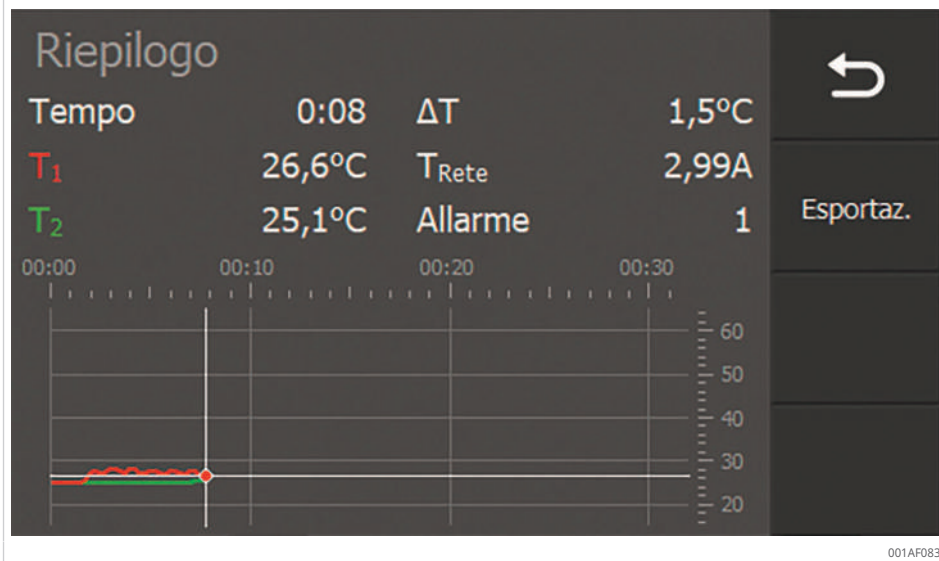 Riepilogo
Tempo 0:08 ΔT 1,5°C
T₁ 26,6°C T_Rete 2,99A
T₂ 25,1°C Allarme 1
Esportaz.
00:00 00:10 00:20 00:30
60
50
40
30
20
001AF083